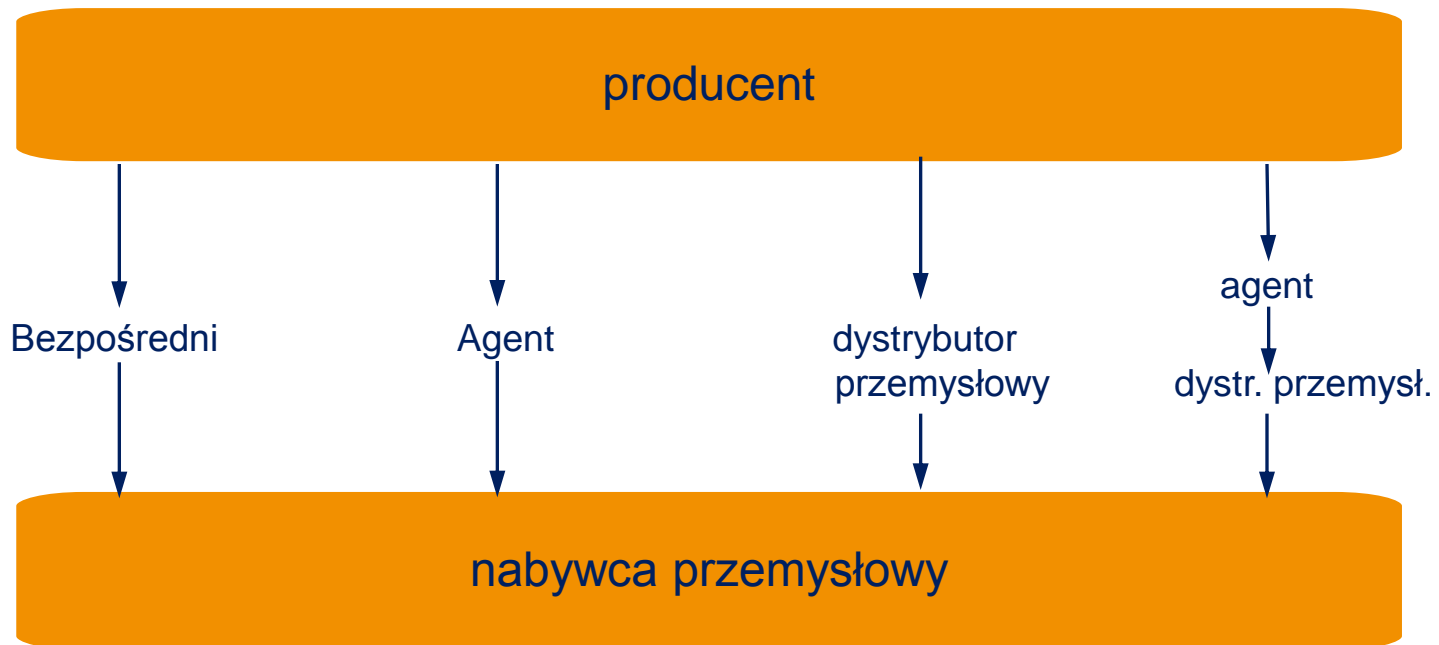 producent
Bezpośredni
Agent
dystrybutor
przemysłowy
agent
dystr. przemysł.
nabywca przemysłowy